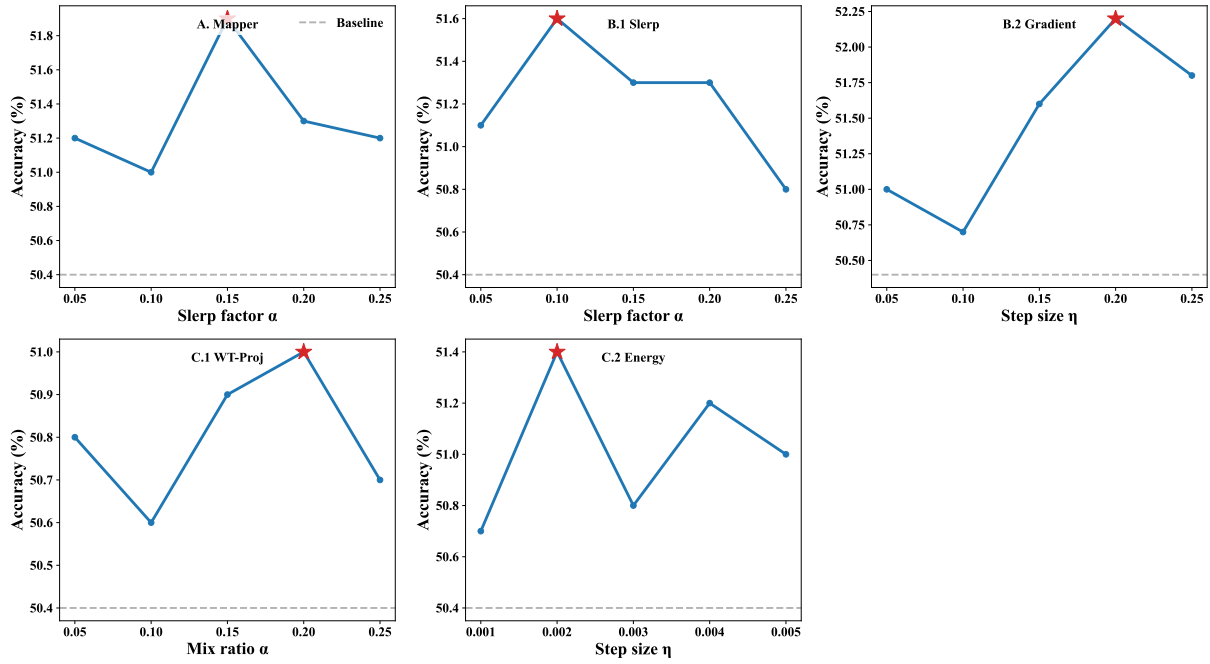 A. Mapper
Baseline
Accuracy (%)
51.8
51.6
51.4
51.2
51.0
50.8
50.6
50.4
0.05 0.10 0.15 0.20 0.25
Slerp factor α
B.1 Slerp
Accuracy (%)
51.6
51.4
51.2
51.0
50.8
50.6
50.4
0.05 0.10 0.15 0.20 0.25
Slerp factor α
B.2 Gradient
Accuracy (%)
52.25
52.00
51.75
51.50
51.25
51.00
50.75
50.50
0.05 0.10 0.15 0.20 0.25
Step size η
C.1 WT-Proj
Accuracy (%)
51.0
50.9
50.8
50.7
50.6
50.5
50.4
0.05 0.10 0.15 0.20 0.25
Mix ratio α
C.2 Energy
Accuracy (%)
51.4
51.2
51.0
50.8
50.6
50.4
0.001 0.002 0.003 0.004 0.005
Step size η